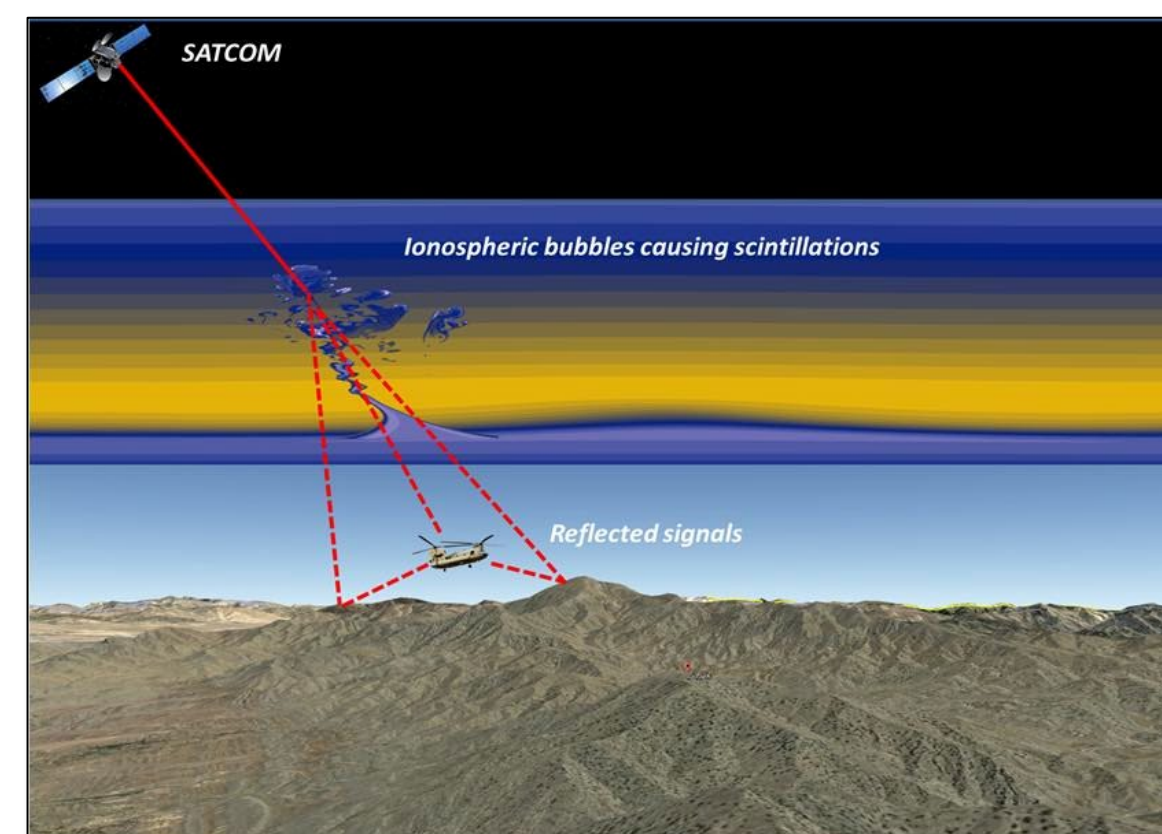 SATCOM
Ionospheric bubbles causing scintillations
Reflected signals